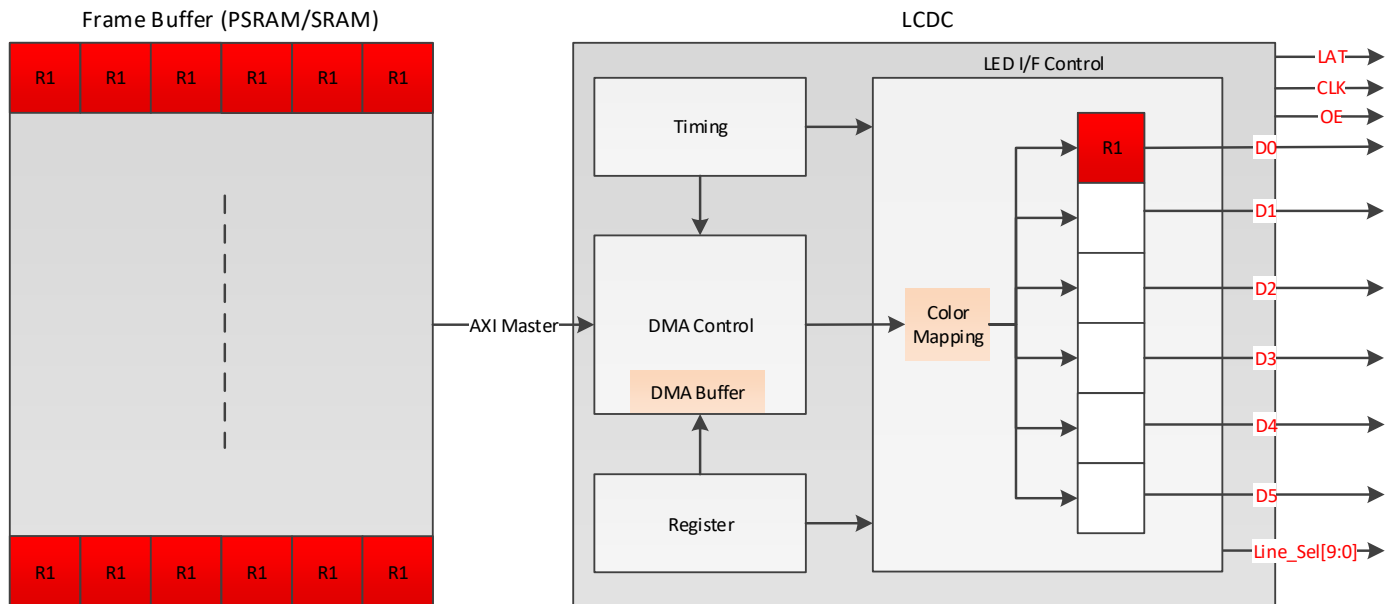 Frame Buffer (PSRAM/SRAM)
LCDC
R1 R1 R1 R1 R1 R1
R1 R1 R1 R1 R1 R1
AXI Master
Timing
DMA Control
DMA Buffer
Register
LED I/F Control
Color
Mapping
R1
LAT
CLK
OE
D0
D1
D2
D3
D4
D5
Line_Sel[9:0]